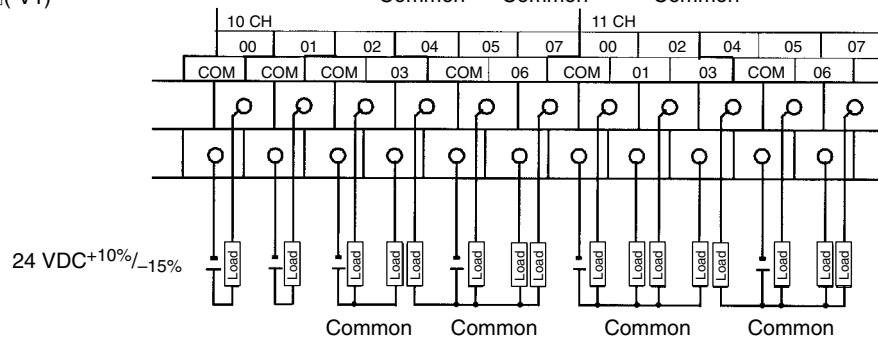 ( V1)
Common Common Common
10 CH 11 CH
00 01 02 04 05 07 00 02 04 05 07
COM COM COM 03 COM 06 COM 01 03 COM 06
24 VDC+10%/–15%
Load Load Load Load Load Load Load Load Load Load Load Load Load Load Load
Common Common Common Common